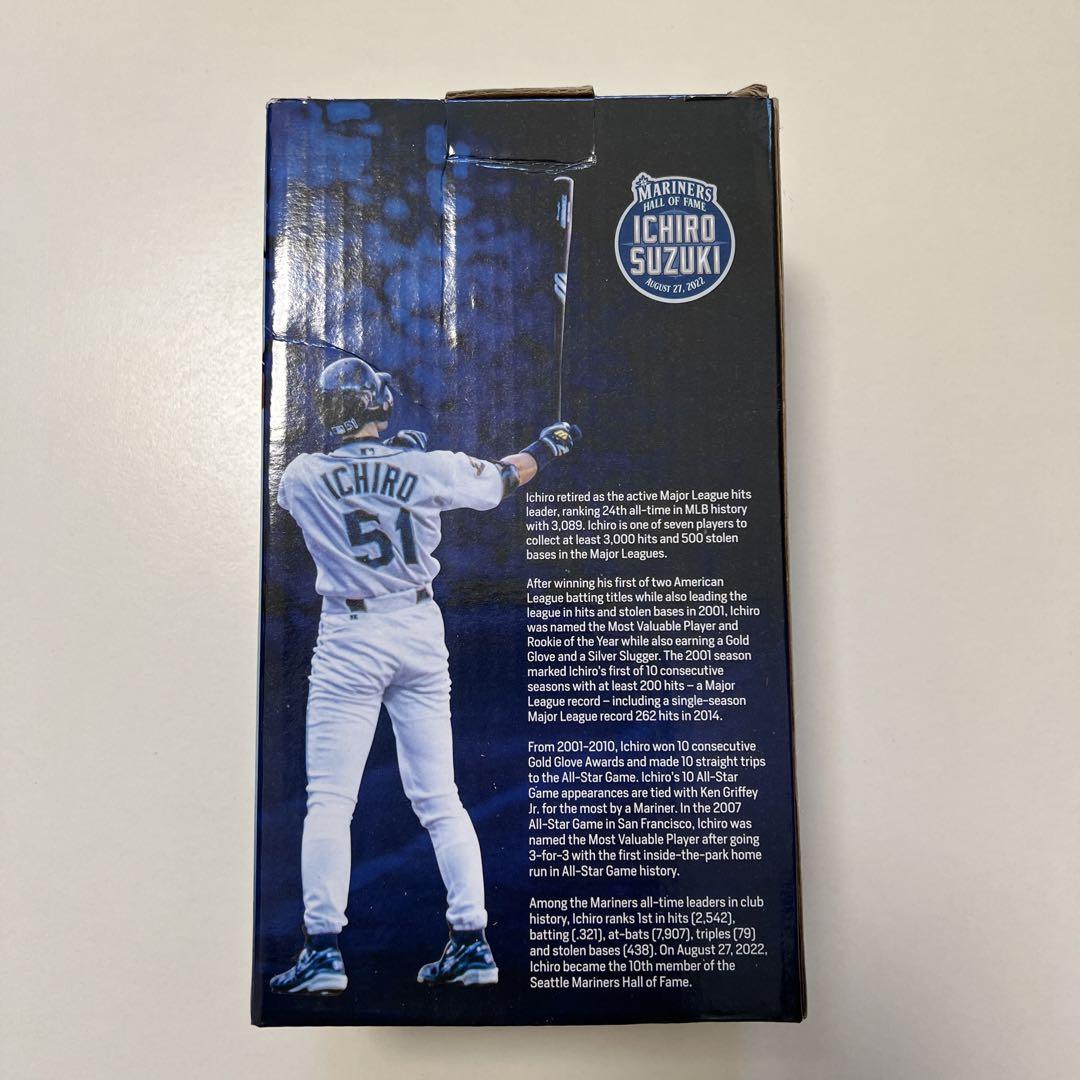 MARINERS
HALL OF FAME
ICHIRO
SUZUKI
AUGUST 27, 2022
51
ICHIRO
51
Ichiro retired as the active Major League hits
leader, ranking 24th all-time in MLB history
with 3,089. Ichiro is one of seven players to
collect at least 3,000 hits and 500 stolen
bases in the Major Leagues.
After winning his first of two American
League batting titles while also leading the
league in hits and stolen bases in 2001, Ichiro
was named the Most Valuable Player and
Rookie of the Year while also earning a Gold
Glove and a Silver Slugger. The 2001 season
marked Ichiro's first of 10 consecutive
seasons with at least 200 hits – a Major
League record – including a single-season
Major League record 262 hits in 2014.
From 2001-2010, Ichiro won 10 consecutive
Gold Glove Awards and made 10 straight trips
to the All-Star Game. Ichiro's 10 All-Star
Game appearances are tied with Ken Griffey
Jr. for the most by a Mariner. In the 2007
All-Star Game in San Francisco, Ichiro was
named the Most Valuable Player after going
3-for-3 with the first inside-the-park home
run in All-Star Game history.
Among the Mariners all-time leaders in club
history, Ichiro ranks 1st in hits (2,542),
batting (.321), at-bats (7,907), triples (79)
and stolen bases (438). On August 27, 2022,
Ichiro became the 10th member of the
Seattle Mariners Hall of Fame.